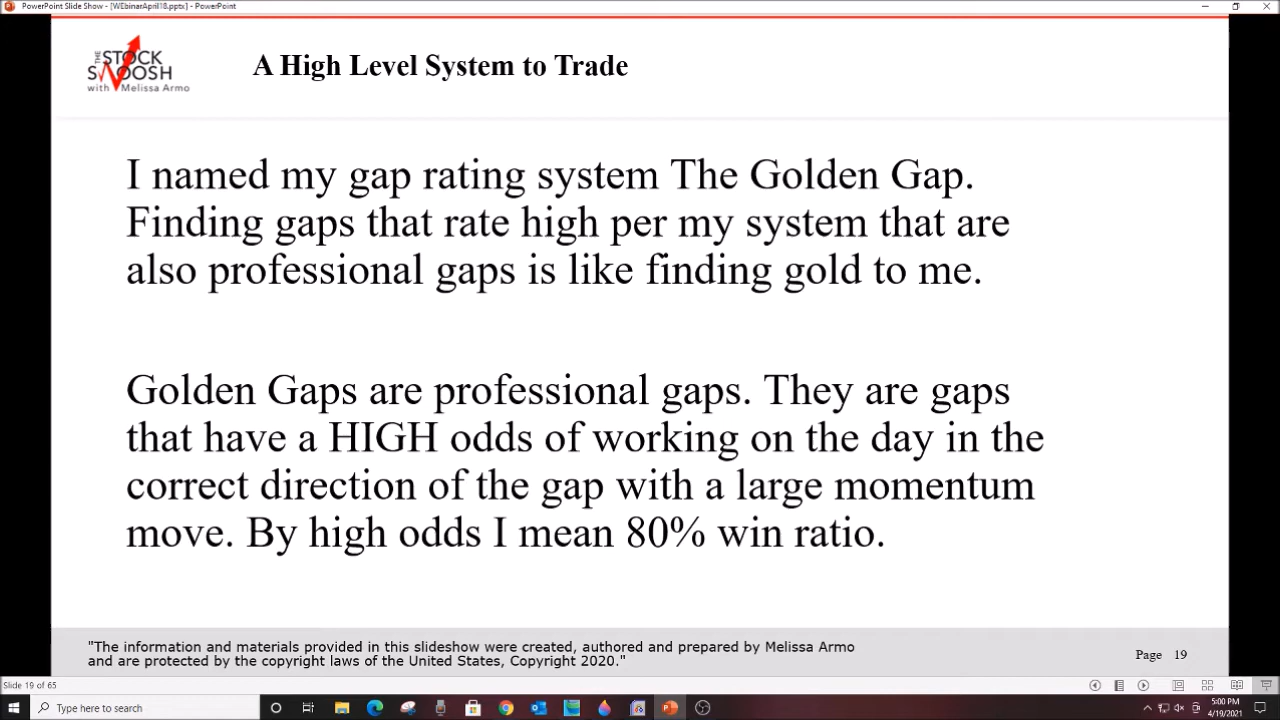 PowerPoint Slide Show - [WEbinarApril18.pptx] - PowerPoint
THE
STOCK
SWOOSH
with Melissa Armo
A High Level System to Trade
I named my gap rating system The Golden Gap.
Finding gaps that rate high per my system that are
also professional gaps is like finding gold to me.
Golden Gaps are professional gaps. They are gaps
that have a HIGH odds of working on the day in the
correct direction of the gap with a large momentum
move. By high odds I mean 80% win ratio.
"The information and materials provided in this slideshow were created, authored and prepared by Melissa Armo
and are protected by the copyright laws of the United States, Copyright 2020."
Page 19
Slide 19 of 65
Type here to search
5:00 PM
4/19/2021